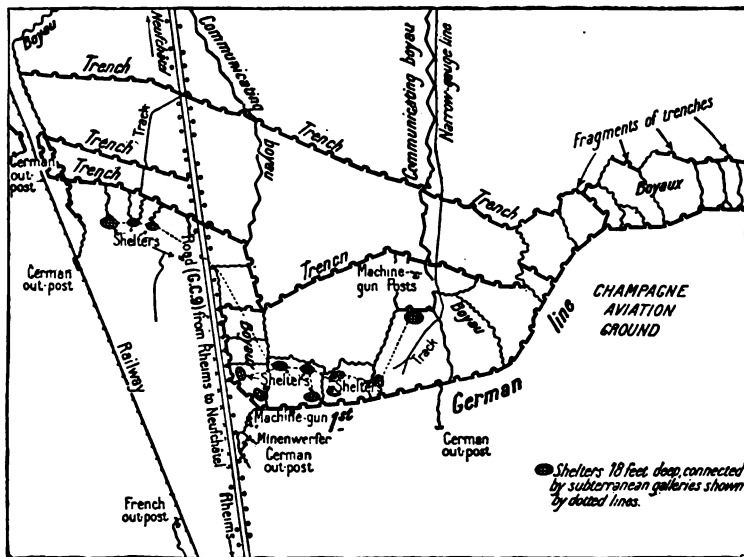 Boyau
Neufchâtel
Communicating
boyau
Communicating boyau
Narrow-gauge line
Trench
Track
Trench
Trench
Fragments of trenches
Trench
Boyaux
German
out-post
Trench
Shelters
Road (G.C.9) from Rheims to Neufchâtel
Trench
Machine-
gun Posts
German
out-post
CHAMPAGNE
AVIATION
GROUND
line
Boyau
Boyaux
Track
Railway
Shelters
Shelters
German
1st
Machine-gun
Minenwerfer
German
out-post
German
out-post
French
out-post
Rheims
Shelters 18 feet deep, connected
by subterranean galleries shown
by dotted lines.